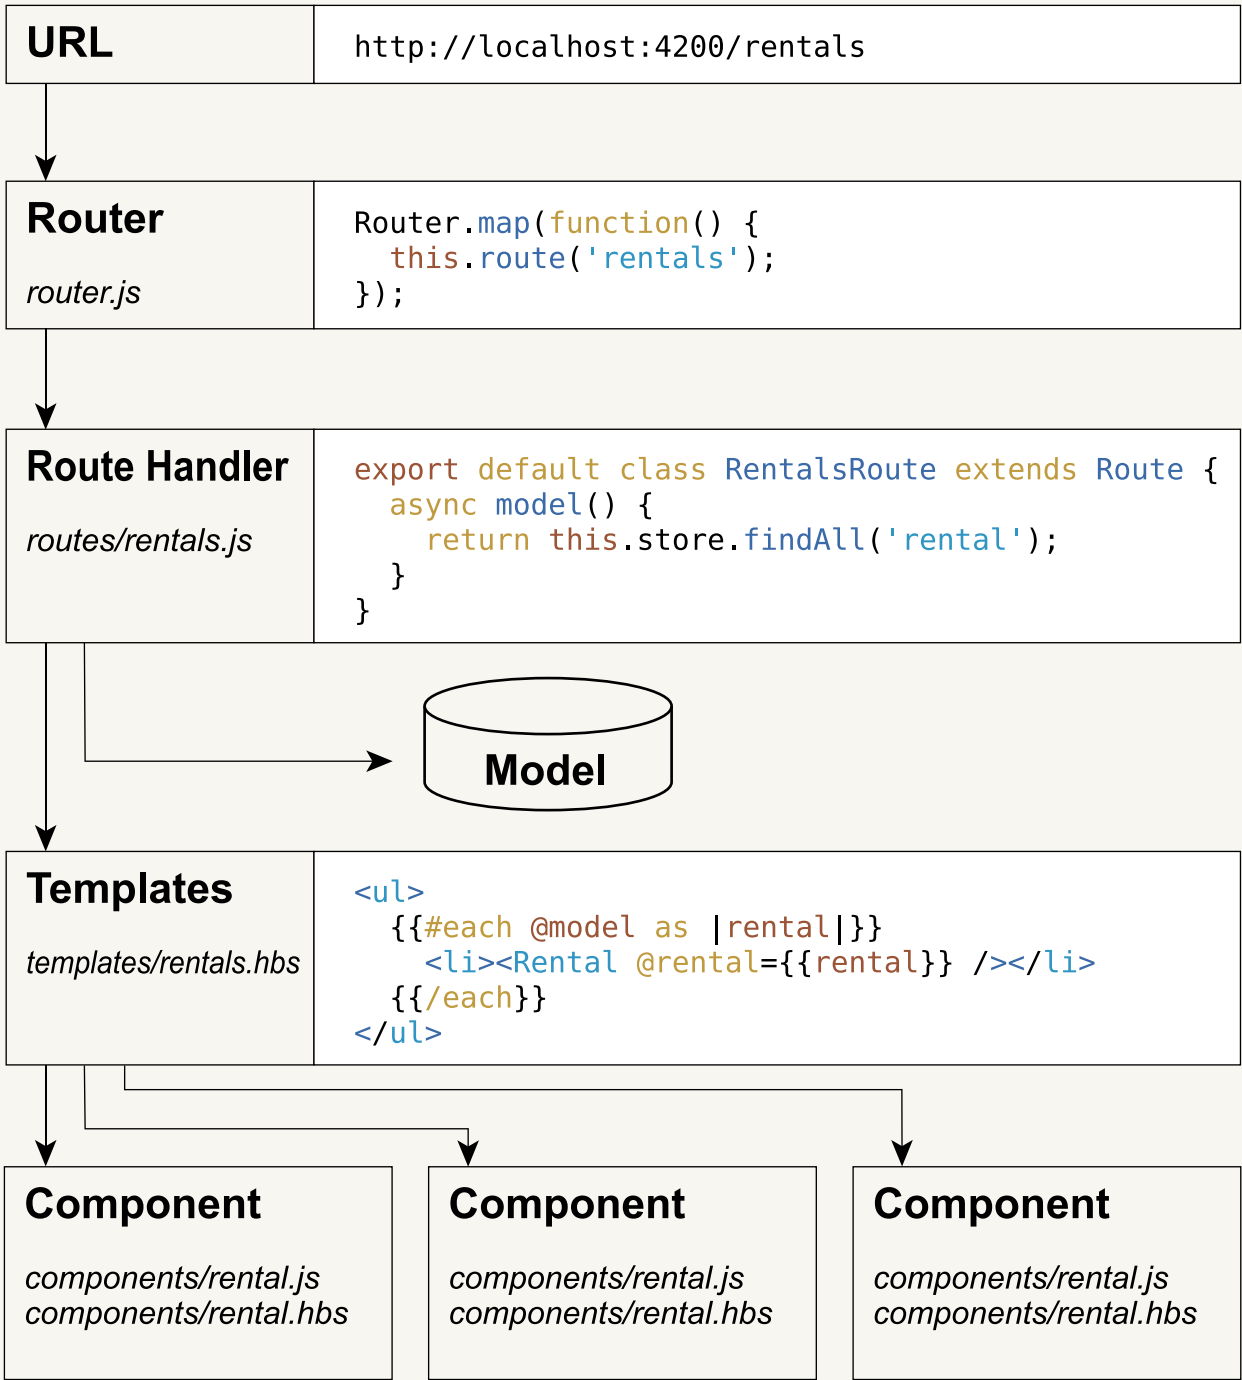 URL
http://localhost:4200/rentals
Router
router.js
Router.map(function() {
  this.route('rentals');
});
Route Handler
routes/rentals.js
export default class RentalsRoute extends Route {
  async model() {
    return this.store.findAll('rental');
  }
}
Model
Templates
templates/rentals.hbs
<ul>
  {{#each @model as |rental|}}
    <li><Rental @rental={{rental}} /></li>
  {{/each}}
</ul>
Component
components/rental.js
components/rental.hbs
Component
components/rental.js
components/rental.hbs
Component
components/rental.js
components/rental.hbs